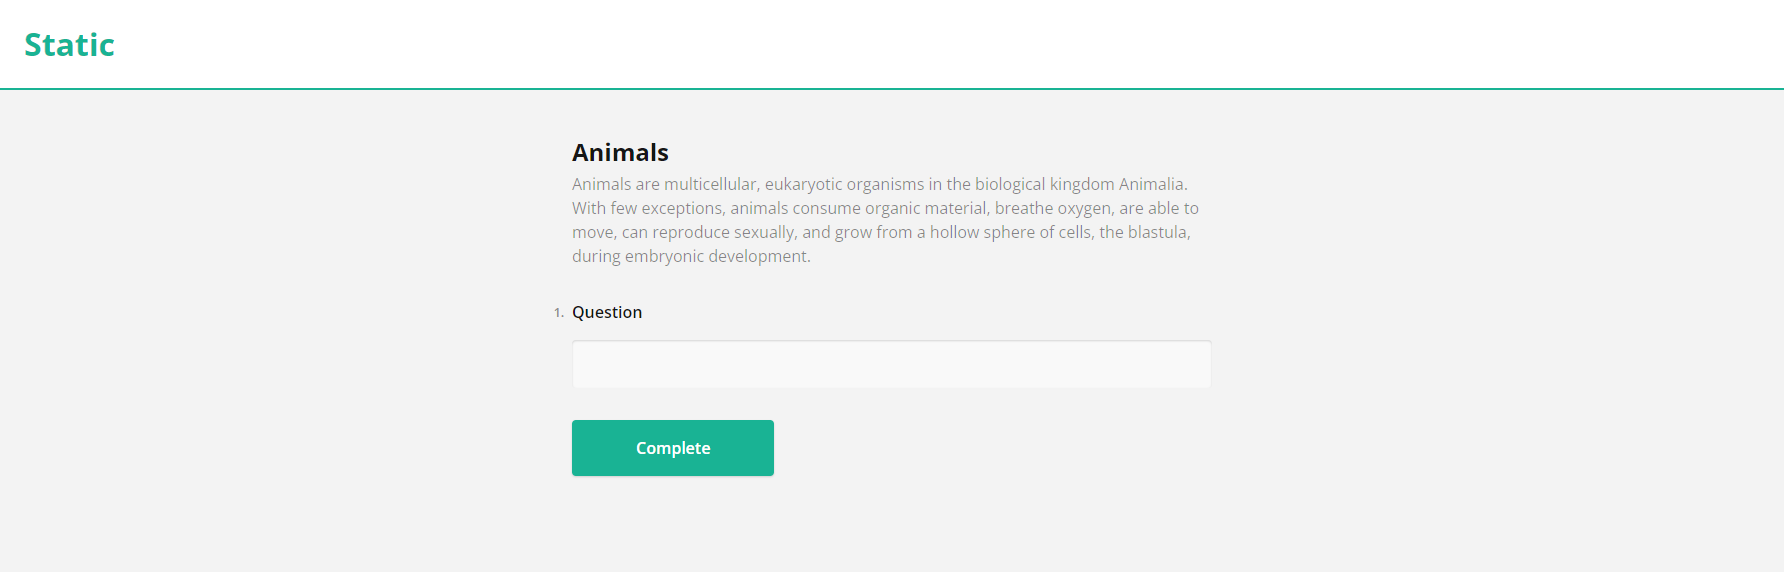 Static
Animals
Animals are multicellular, eukaryotic organisms in the biological kingdom Animalia.
With few exceptions, animals consume organic material, breathe oxygen, are able to
move, can reproduce sexually, and grow from a hollow sphere of cells, the blastula,
during embryonic development.
1. Question
Complete